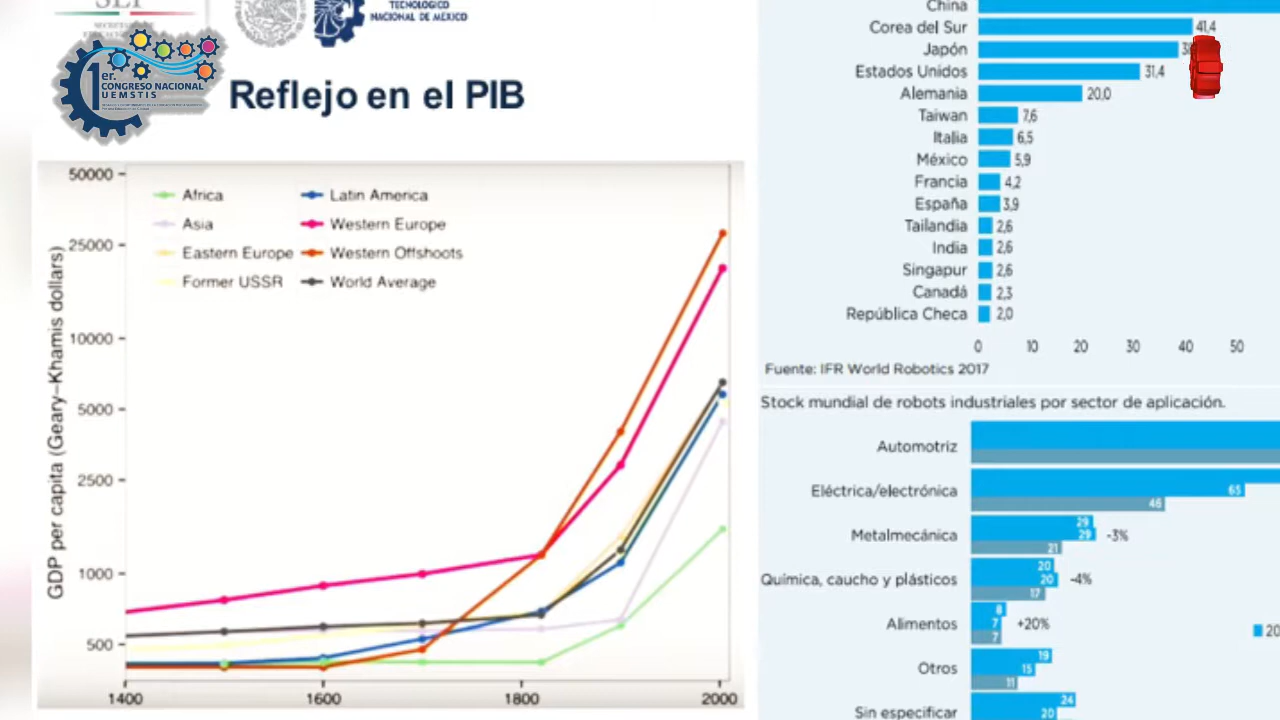 TECNOLÓGICO
NACIONAL DE MÉXICO
1er.
CONGRESO NACIONAL
UEMSTIS
Reflejo en el PIB
GDP per capita (Geary–Khamis dollars)
50000
25000
10000
5000
2500
1000
500
1400
1600
1800
2000
Africa
Asia
Eastern Europe
Former USSR
Latin America
Western Europe
Western Offshoots
World Average
China
Corea del Sur 41,4
Japón
Estados Unidos 31,4
Alemania 20,0
Taiwan 7,6
Italia 6,5
México 5,9
Francia 4,2
España 3,9
Tailandia 2,6
India 2,6
Singapur 2,6
Canadá 2,3
República Checa 2,0
0 10 20 30 40 50
Fuente: IFR World Robotics 2017
Stock mundial de robots industriales por sector de aplicación.
Automotriz
Eléctrica/electrónica
65
46
Metalmecánica
29
29
21
-3%
Química, caucho y plásticos
20
20
17
-4%
Alimentos
8
7
7
+20%
Otros
19
15
11
Sin especificar
24
20
20